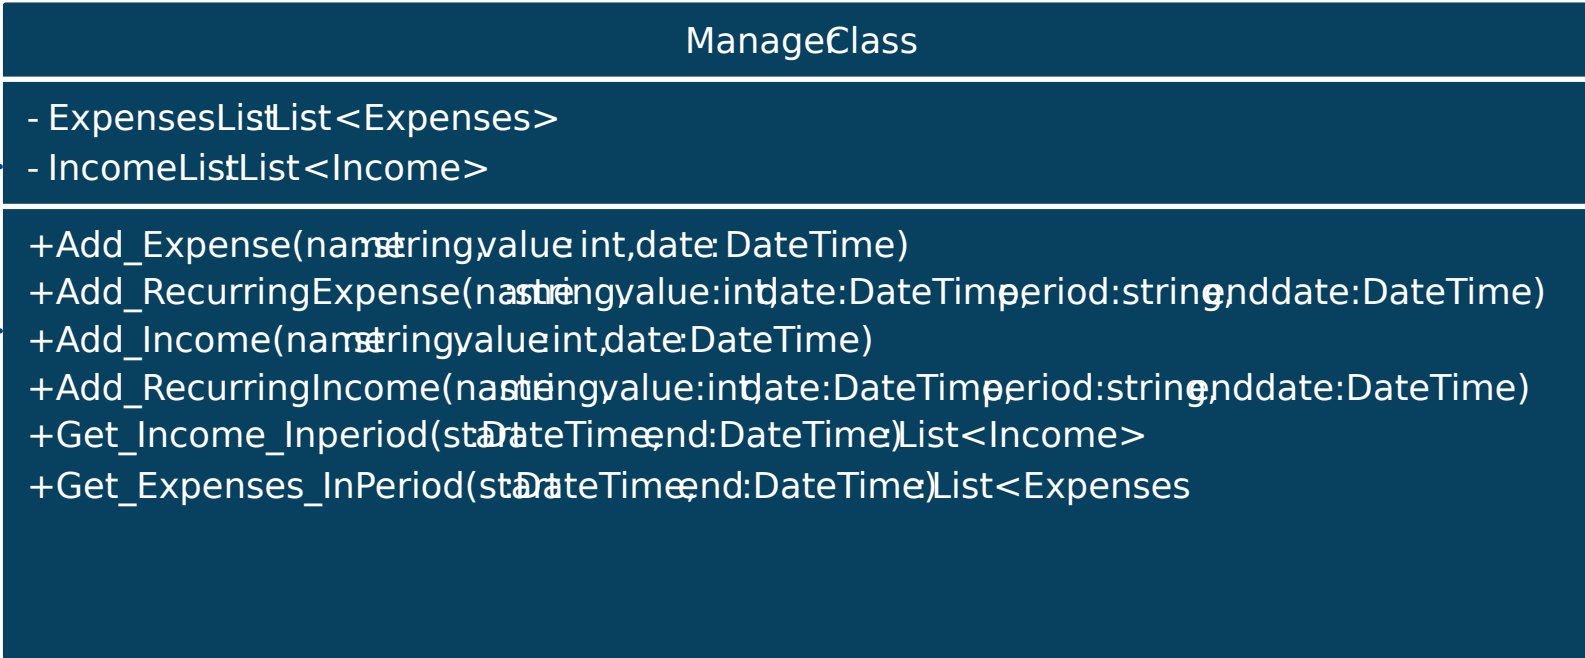 Manager Class
- ExpensesList:List<Expenses>
- IncomeList:List<Income>
+Add_Expense(name:string,value: int,date: DateTime)
+Add_RecurringExpense(name:string,value:int,date:DateTime,period:string,enddate:DateTime)
+Add_Income(name:string,value:int,date:DateTime)
+Add_RecurringIncome(name:string,value:int,date:DateTime,period:string,enddate:DateTime)
+Get_Income_Inperiod(start:DateTime,end:DateTime):List<Income>
+Get_Expenses_InPeriod(start:DateTime,end:DateTime):List<Expenses